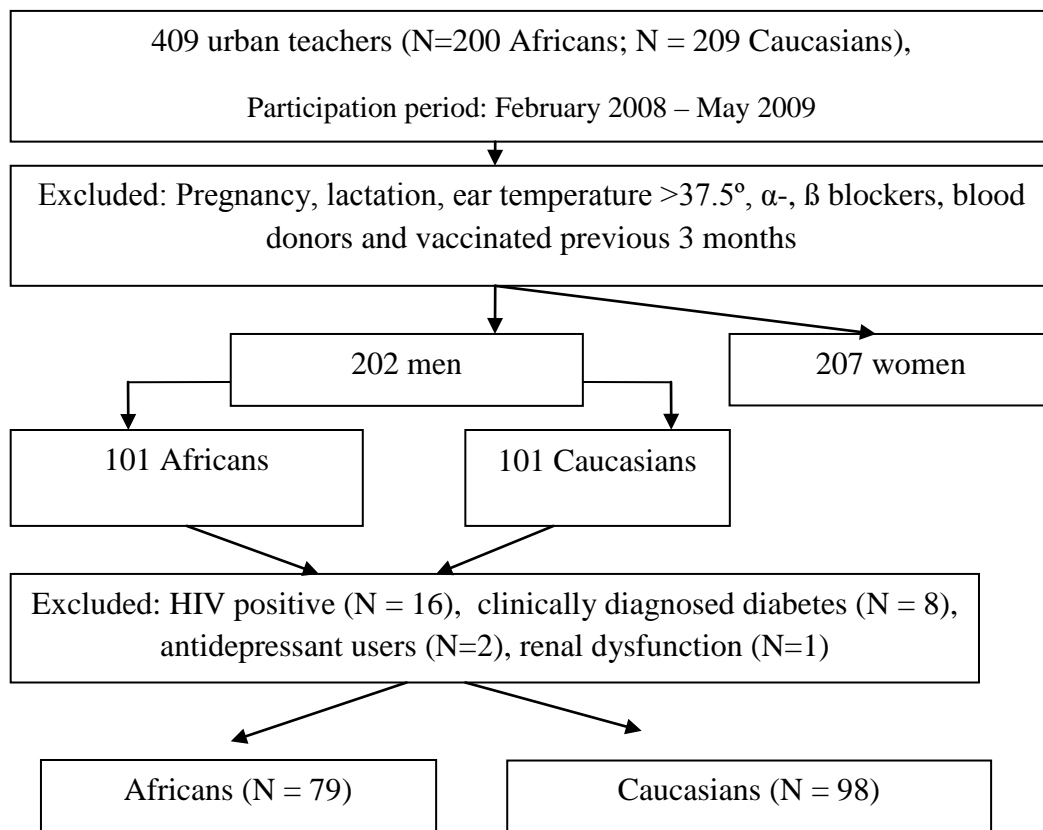 409 urban teachers (N=200 Africans; N = 209 Caucasians),
Participation period: February 2008 – May 2009
Excluded: Pregnancy, lactation, ear temperature >37.5º, α-, ß blockers, blood
donors and vaccinated previous 3 months
202 men
207 women
101 Africans
101 Caucasians
Excluded: HIV positive (N = 16), clinically diagnosed diabetes (N = 8),
antidepressant users (N=2), renal dysfunction (N=1)
Africans (N = 79)
Caucasians (N = 98)